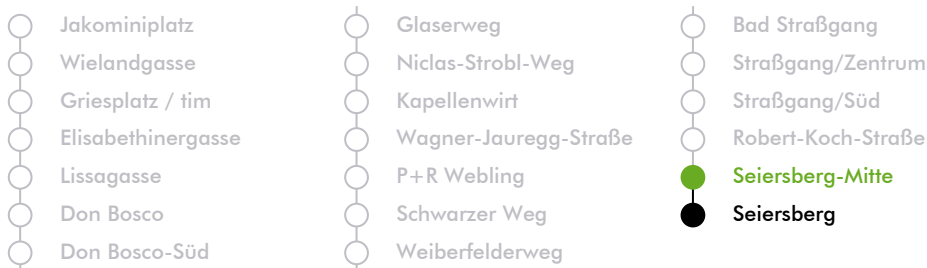 Jakominiplatz
Wielandgasse
Griesplatz / tim
Elisabethinergasse
Lissagasse
Don Bosco
Don Bosco-Süd
Glaserweg
Niclas-Strobl-Weg
Kapellenwirt
Wagner-Jauregg-Straße
P+R Webling
Schwarzer Weg
Weiberfelderweg
Bad Straßgang
Straßgang/Zentrum
Straßgang/Süd
Robert-Koch-Straße
Seiersberg-Mitte
Seiersberg